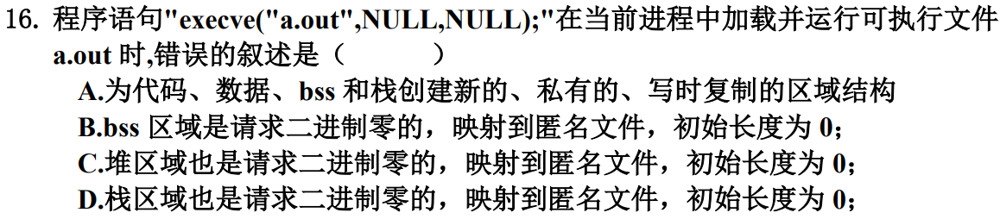 16. 程序语句"execve("a.out",NULL,NULL);"在当前进程中加载并运行可执行文件
a.out 时,错误的叙述是（　　）
A.为代码、数据、bss 和栈创建新的、私有的、写时复制的区域结构
B.bss 区域是请求二进制零的，映射到匿名文件，初始长度为 0；
C.堆区域也是请求二进制零的，映射到匿名文件，初始长度为 0；
D.栈区域也是请求二进制零的，映射到匿名文件，初始长度为 0；